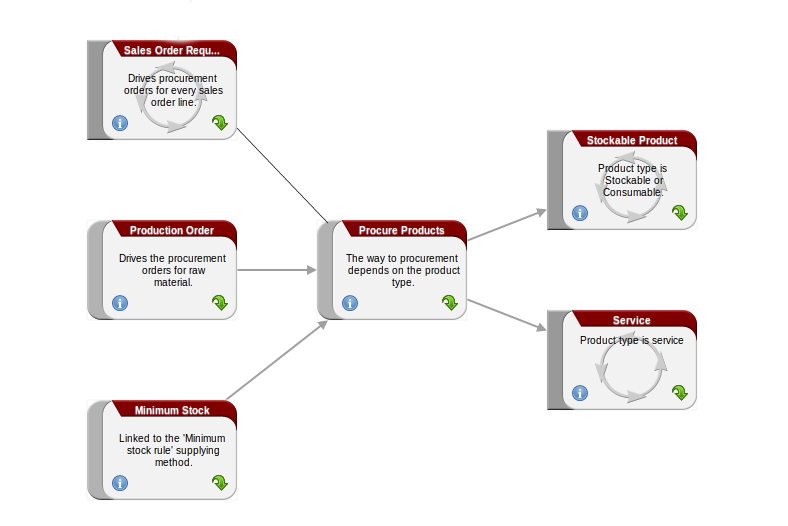 Sales Order Requ...
Drives procurement
orders for every sales
order line.
Production Order
Drives the procurement
orders for raw
material.
Minimum Stock
Linked to the 'Minimum
stock rule' supplying
method.
Procure Products
The way to procurement
depends on the product
type.
Stockable Product
Product type is
Stockable or
Consumable.
Service
Product type is service